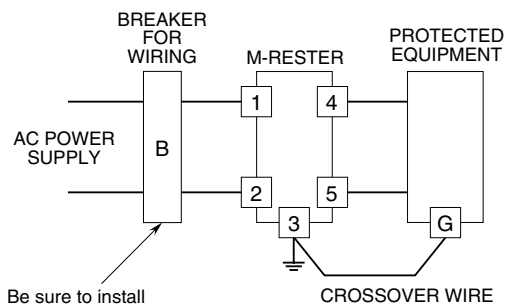 BREAKER
FOR
WIRING
M-RESTER
PROTECTED
EQUIPMENT
1
4
AC POWER
SUPPLY
B
2
5
3
G
Be sure to install
CROSSOVER WIRE